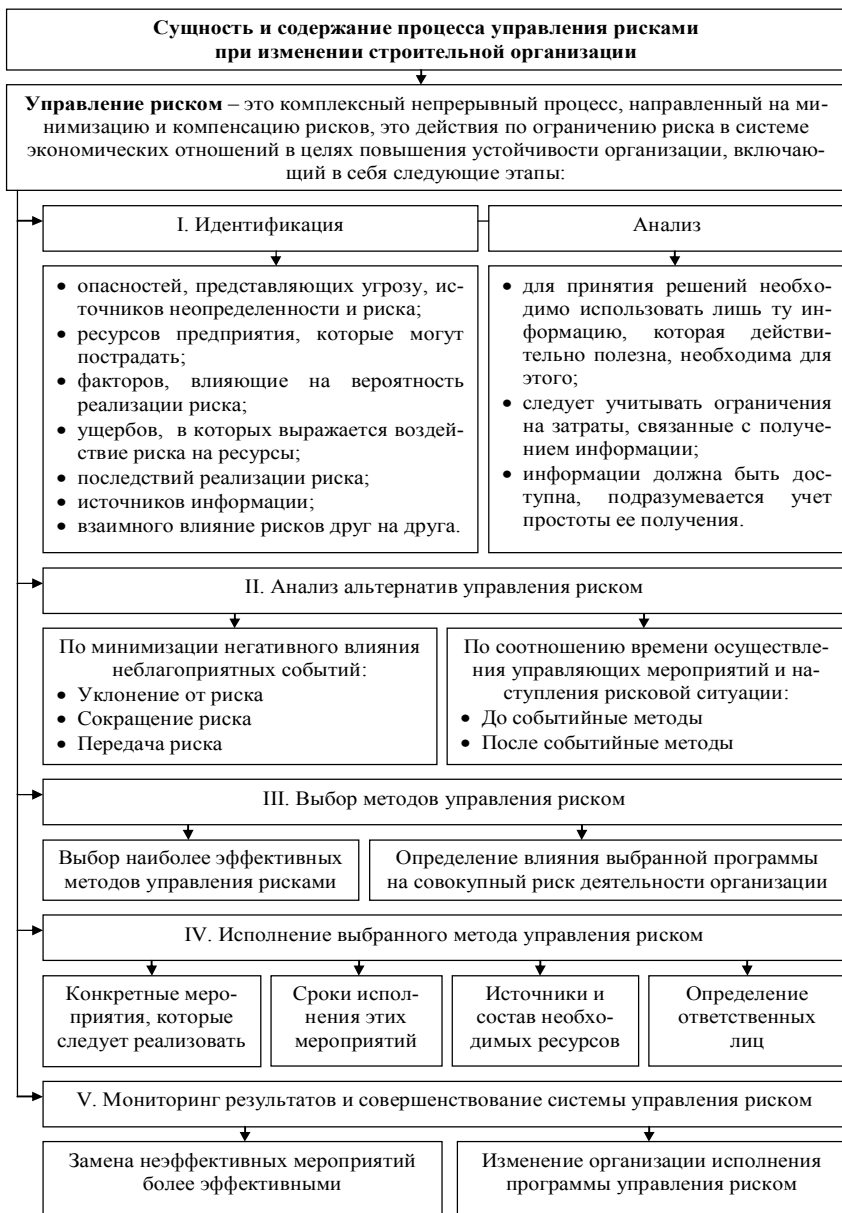 Сущность и содержание процесса управления рисками
при изменении строительной организации
Управление риском – это комплексный непрерывный процесс, направленный на ми-
нимизацию и компенсацию рисков, это действия по ограничению риска в системе
экономических отношений в целях повышения устойчивости организации, включаю-
щий в себя следующие этапы:
I. Идентификация
• опасностей, представляющих угрозу, ис-
точников неопределенности и риска;
• ресурсов предприятия, которые могут
пострадать;
• факторов, влияющие на вероятность
реализации риска;
• ущербов, в которых выражается воздей-
ствие риска на ресурсы;
• последствий реализации риска;
• источников информации;
• взаимного влияние рисков друг на друга.
Анализ
• для принятия решений необхо-
димо использовать лишь ту ин-
формацию, которая действи-
тельно полезна, необходима для
этого;
• следует учитывать ограничения
на затраты, связанные с получе-
нием информации;
• информации должна быть дос-
тупна, подразумевается учет
простоты ее получения.
II. Анализ альтернатив управления риском
По минимизации негативного влияния
неблагоприятных событий:
• Уклонение от риска
• Сокращение риска
• Передача риска
По соотношению времени осуществле-
ния управляющих мероприятий и на-
ступления рисковой ситуации:
• До событийные методы
• После событийные методы
III. Выбор методов управления риском
Выбор наиболее эффективных
методов управления рисками
Определение влияния выбранной программы
на совокупный риск деятельности организации
IV. Исполнение выбранного метода управления риском
Конкретные меро-
приятия, которые
следует реализовать
Сроки испол-
нения этих
мероприятий
Источники и
состав необхо-
димых ресурсов
Определение
ответственных
лиц
V. Мониторинг результатов и совершенствование системы управления риском
Замена неэффективных мероприятий
более эффективными
Изменение организации исполнения
программы управления риском